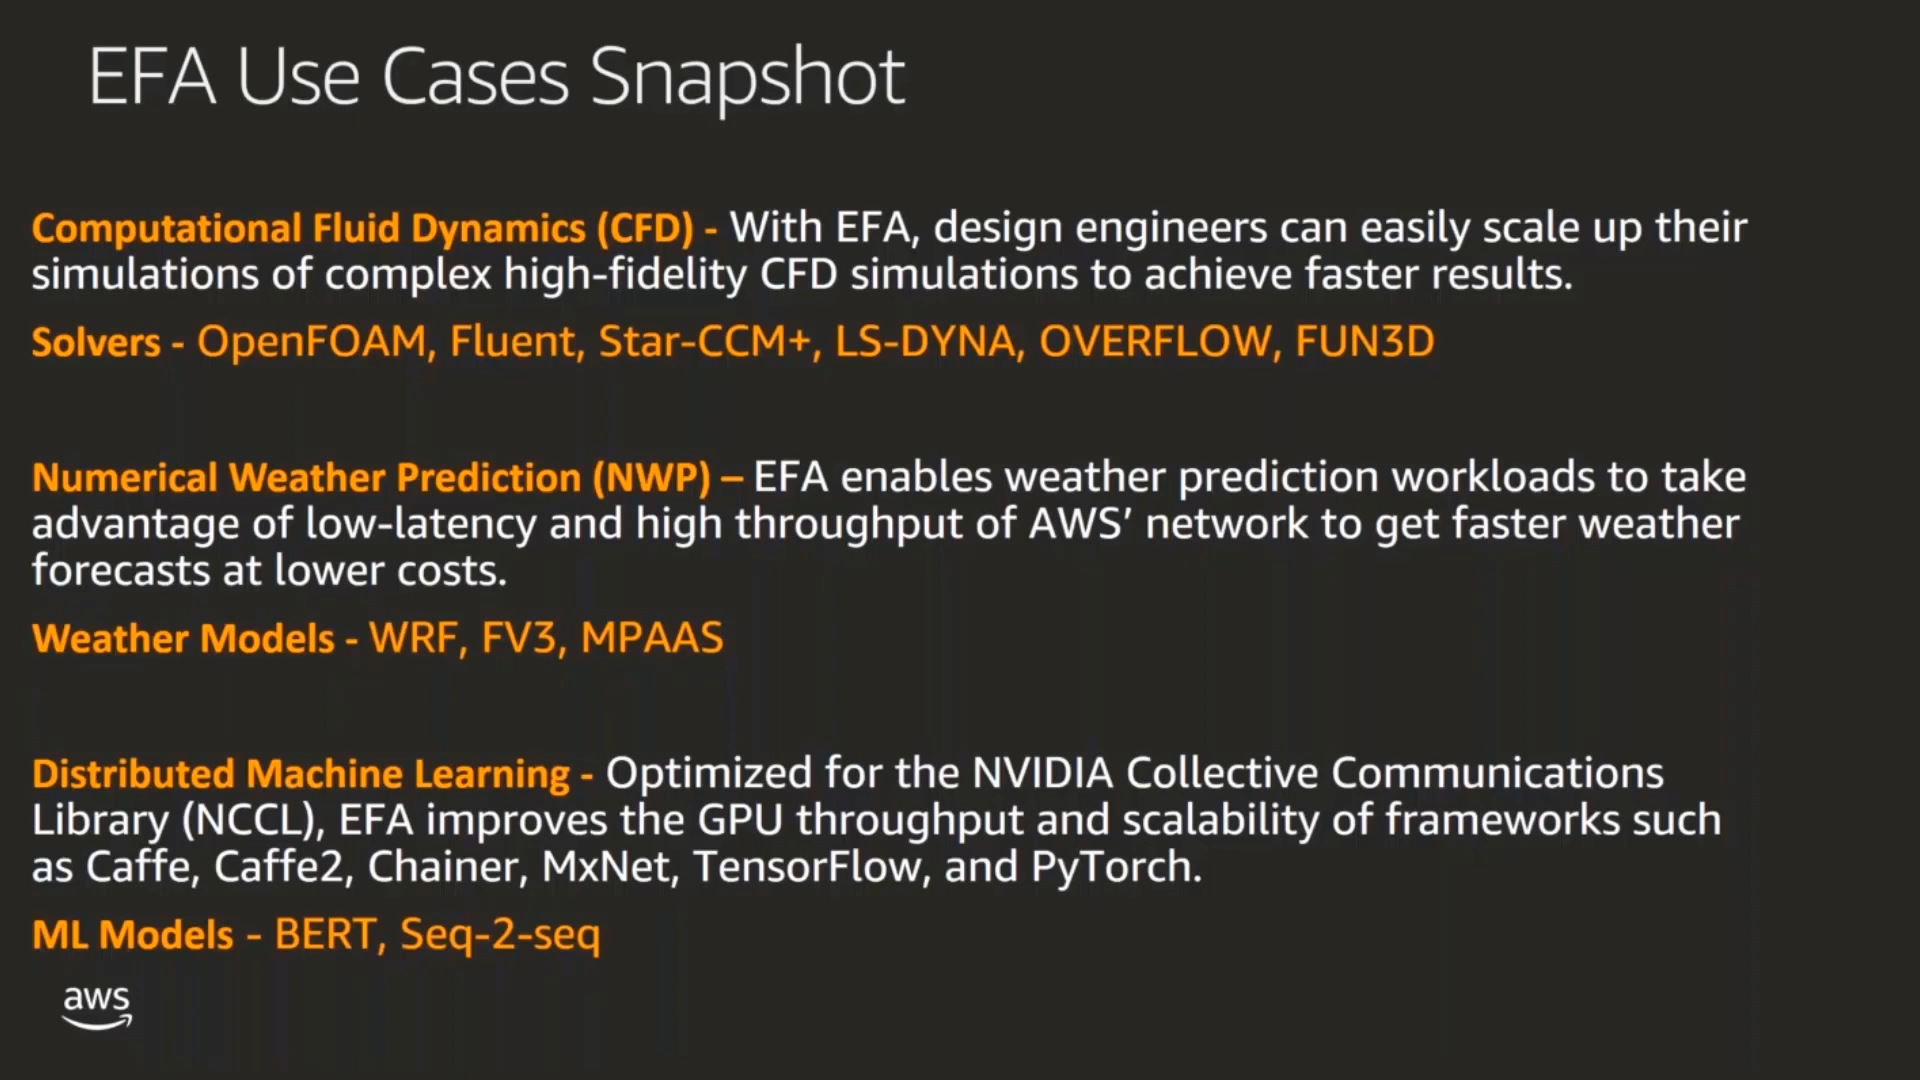 EFA Use Cases Snapshot
Computational Fluid Dynamics (CFD) - With EFA, design engineers can easily scale up their
simulations of complex high-fidelity CFD simulations to achieve faster results.
Solvers - OpenFOAM, Fluent, Star-CCM+, LS-DYNA, OVERFLOW, FUN3D
Numerical Weather Prediction (NWP) – EFA enables weather prediction workloads to take
advantage of low-latency and high throughput of AWS’ network to get faster weather
forecasts at lower costs.
Weather Models - WRF, FV3, MPAAS
Distributed Machine Learning - Optimized for the NVIDIA Collective Communications
Library (NCCL), EFA improves the GPU throughput and scalability of frameworks such
as Caffe, Caffe2, Chainer, MxNet, TensorFlow, and PyTorch.
ML Models - BERT, Seq-2-seq
aws